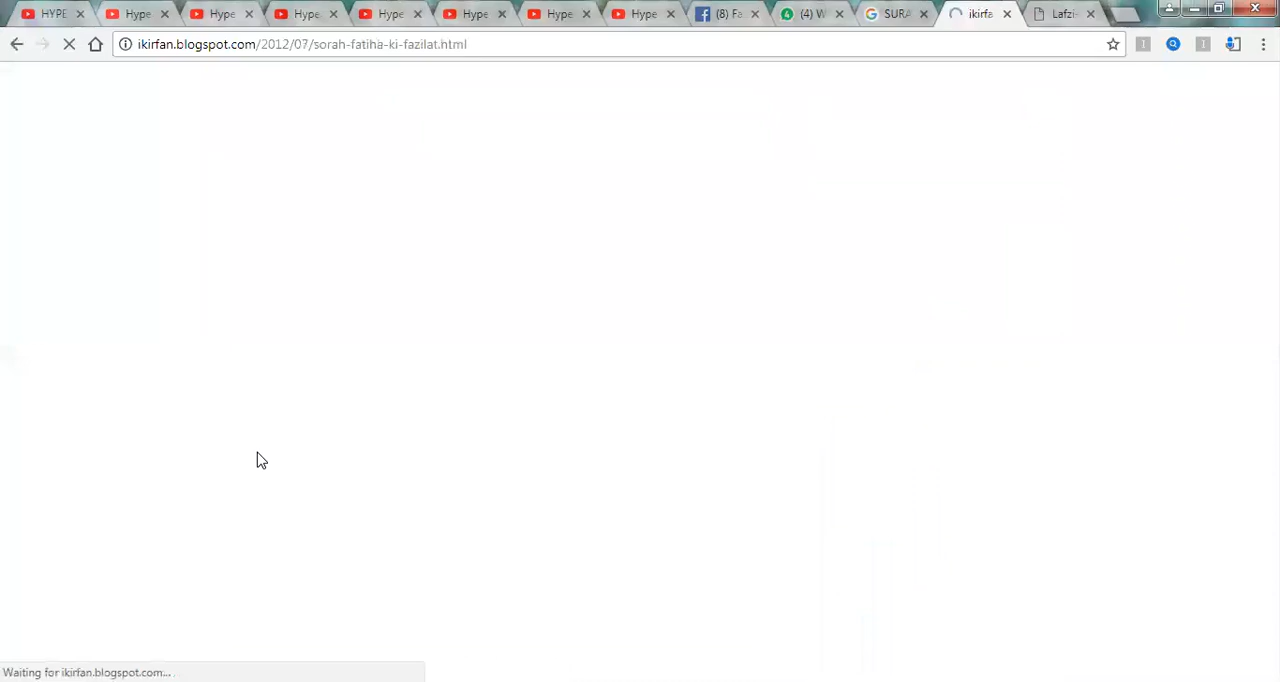 HYPE Hype Hype Hype Hype Hype Hype Hype (8) Fa (4) W SURA ikirfa Lafzi
ikirfan.blogspot.com/2012/07/sorah-fatiha-ki-fazilat.html
Waiting for ikirfan.blogspot.com...